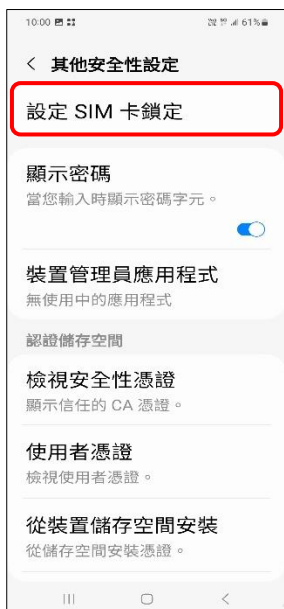 10:00
61%
其他安全性設定
設定 SIM 卡鎖定
顯示密碼
當您輸入時顯示密碼字元。
裝置管理員應用程式
無使用中的應用程式
認證儲存空間
檢視安全性憑證
顯示信任的 CA 憑證。
使用者憑證
檢視使用者憑證。
從裝置儲存空間安裝
從儲存空間安裝憑證。